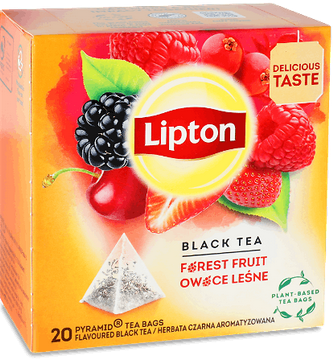 DELICIOUS
TASTE
Lipton
BLACK TEA
FOREST FRUIT
OWOCE LEŚNE
PLANT-BASED
TEA BAGS
20 PYRAMID® TEA BAGS
FLAVOURED BLACK TEA / HERBATA CZARNA AROMATYZOWANA